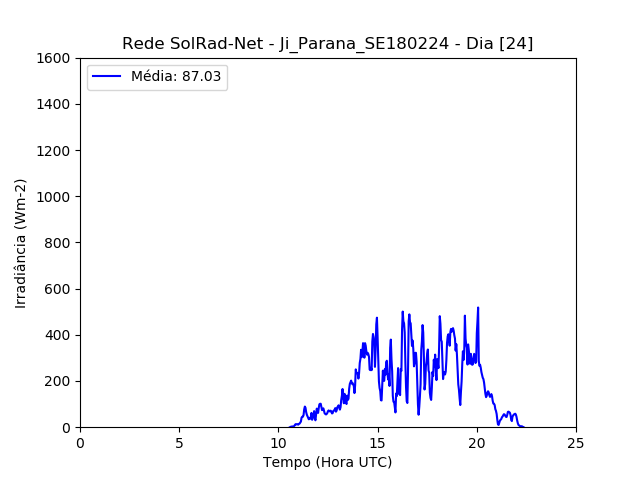 Rede SolRad-Net - Ji_Parana_SE180224 - Dia [24]
Média: 87.03
Irradiância (Wm-2)
1600
1400
1200
1000
800
600
400
200
0
0 5 10 15 20 25
Tempo (Hora UTC)